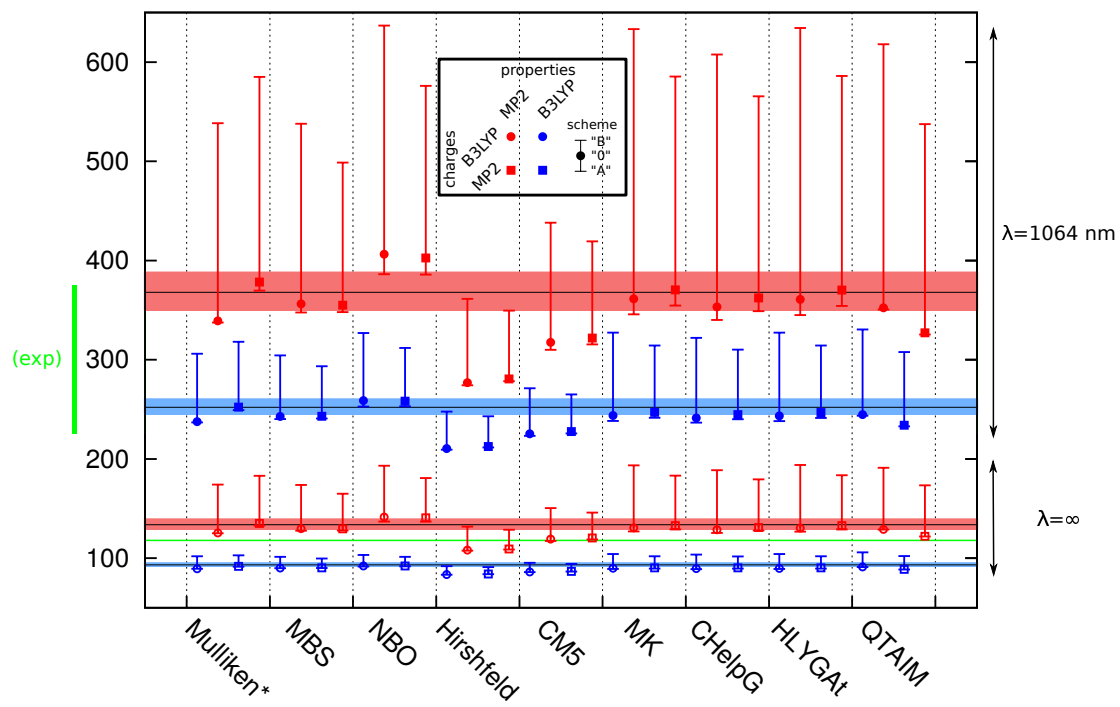 600
500
400
300
200
100
(exp)
properties
MP2
B3LYP
charges
B3LYP
MP2
scheme
"B"
"0"
"A"
λ=1064 nm
λ=∞
Mulliken*
MBS
NBO
Hirshfeld
CM5
MK
CHelpG
HLYGAt
QTAIM